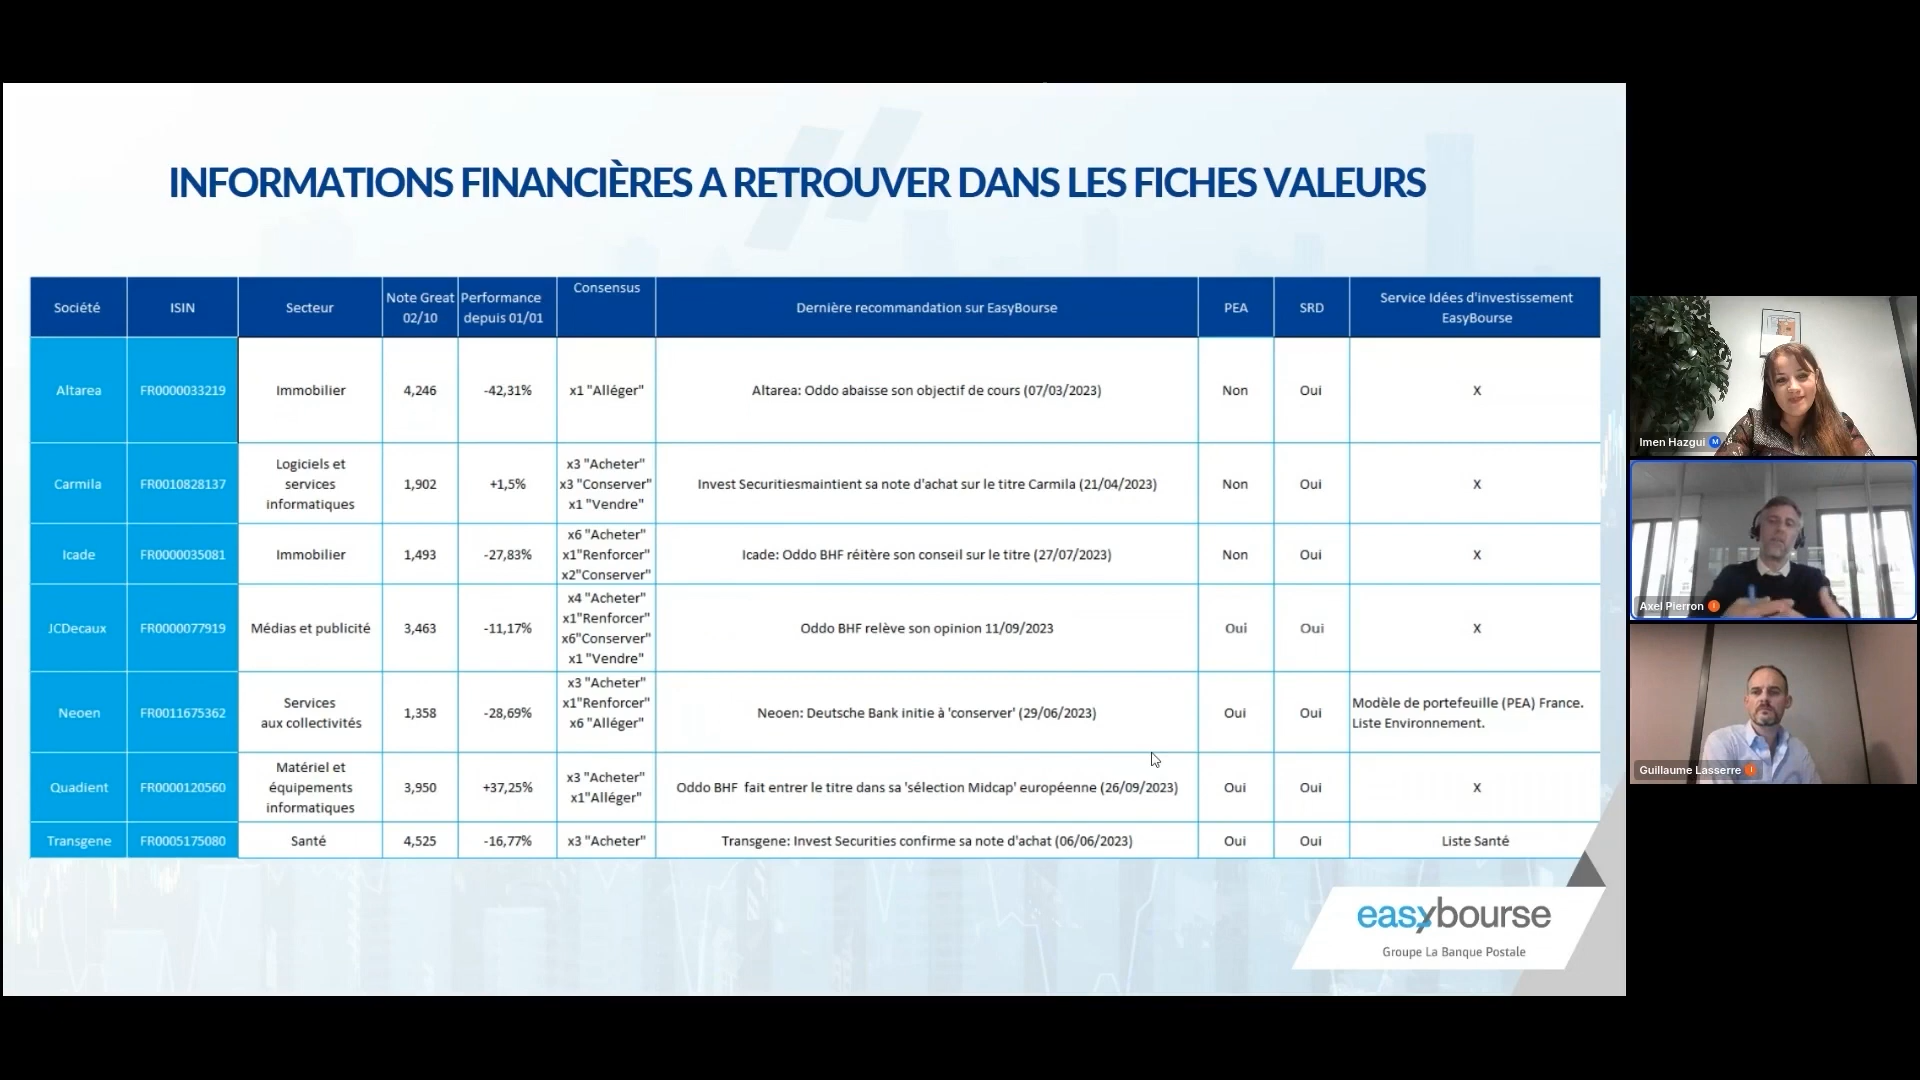 INFORMATIONS FINANCIÈRES A RETROUVER DANS LES FICHES VALEURS
Société ISIN Secteur Note Great 02/10 Performance depuis 01/01 Consensus Dernière recommandation sur EasyBourse PEA SRD Service Idées d'investissement EasyBourse
Altarea FR0000033219 Immobilier 4,246 -42,31% x1 "Alléger" Altarea: Oddo abaisse son objectif de cours (07/03/2023) Non Oui X
Carmila FR0010828137 Logiciels et services informatiques 1,902 +1,5% x3 "Acheter" x3 "Conserver" x1 "Vendre" Invest Securitiesmaintient sa note d'achat sur le titre Carmila (21/04/2023) Non Oui X
Icade FR0000035081 Immobilier 1,493 -27,83% x6 "Acheter" x1"Renforcer" x2"Conserver" Icade: Oddo BHF réitère son conseil sur le titre (27/07/2023) Non Oui X
JCDecaux FR0000077919 Médias et publicité 3,463 -11,17% x4 "Acheter" x1"Renforcer" x6"Conserver" x1 "Vendre" Oddo BHF relève son opinion 11/09/2023 Oui Oui X
Neoen FR0011675362 Services aux collectivités 1,358 -28,69% x3 "Acheter" x1"Renforcer" x6 "Alléger" Neoen: Deutsche Bank initie à 'conserver' (29/06/2023) Oui Oui Modèle de portefeuille (PEA) France. Liste Environnement.
Quadient FR0000120560 Matériel et équipements informatiques 3,950 +37,25% x3 "Acheter" x1"Alléger" Oddo BHF fait entrer le titre dans sa 'sélection Midcap' européenne (26/09/2023) Oui Oui X
Transgene FR0005175080 Santé 4,525 -16,77% x3 "Acheter" Transgene: Invest Securities confirme sa note d'achat (06/06/2023) Oui Oui Liste Santé
easybourse
Groupe La Banque Postale
Imen Hazgui M
Axel Pierron
Guillaume Lasserre